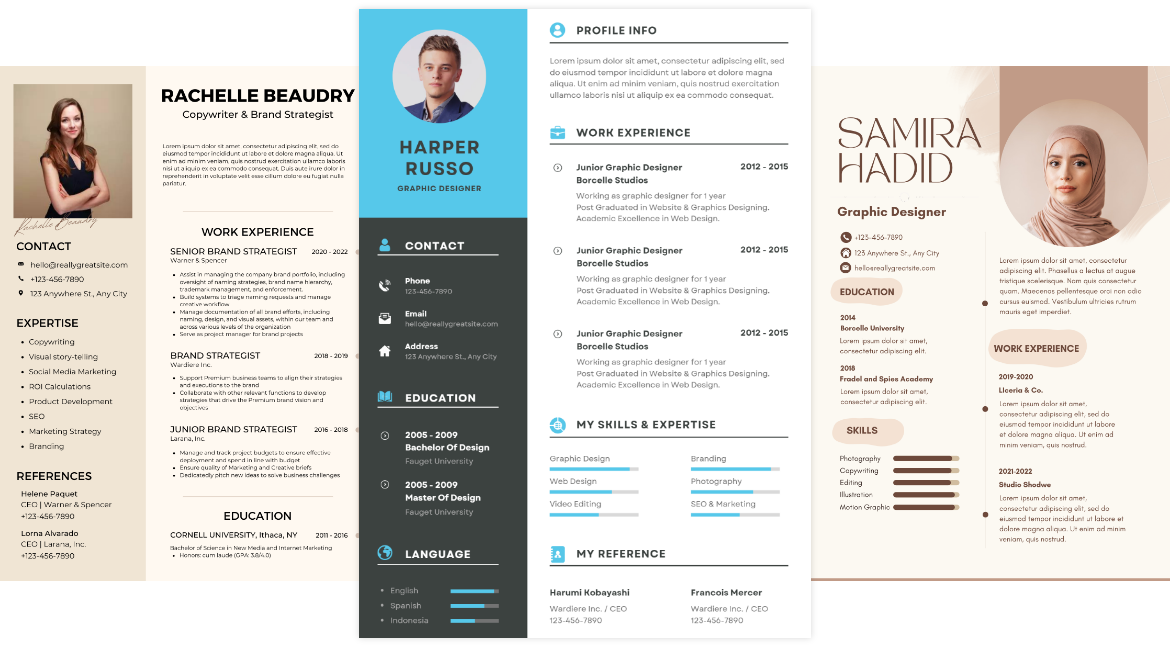 RACHELLE BEAUDRY
Copywriter & Brand Strategist
Lorem ipsum dolor sit amet, consectetur ad piscing elit, sed do
eiusmod tempor incididunt ut labore et dolore magna aliqua. Ut
enim ad minim veniam, quis nostrud exercitation ullamco laboris
nisi ut a iquip ex ea commodo consequat. Duis aute irure dolor in
reprehenderit in voluptate velit esse cillum dolore eu fugiat nulla
pariatur.
Rachelle Beaudry
CONTACT
hello@reallygreatsite.com
+123-456-7890
123 Anywhere St., Any City
EXPERTISE
• Copywriting
• Visual story-telling
• Social Media Marketing
• ROI Calculations
• Product Development
• SEO
• Marketing Strategy
• Branding
REFERENCES
Helene Paquet
CEO | Warner & Spencer
+123-456-7890
Lorna Alvarado
CEO | Larana, Inc.
+123-456-7890
WORK EXPERIENCE
SENIOR BRAND STRATEGIST 2020 - 2022
Warner & Spencer
• Assist in managing the company brand portfolio, including
oversight of naming strategies, brand name hierarchy,
trademark management, and enforcement.
• Build systems to triage naming requests and manage
creative workflow
• Manage documentation of all brand efforts, including
naming, design, and visual assets, within our team and
across various levels of the organization
• Serve as project manager for brand projects
BRAND STRATEGIST 2018 - 2019
Wardiere Inc.
• Support Premium business teams to align their strategies
and executions to the brand
• Collaborate with other relevant functions to develop
strategies that drive the Premium brand vision and
objectives
JUNIOR BRAND STRATEGIST 2016 - 2018
Larana, Inc.
• Manage and track project budgets to ensure effective
deployment and spend in line with budget
• Ensure quality of Marketing and Creative briefs
• Dedicatedly pitch new ideas to solve business challenges
EDUCATION
CORNELL UNIVERSITY, Ithaca, NY 2011 - 2016
Bachelor of Science in New Media and Internet Marketing
• Honors: cum laude (GPA: 3.8/4.0)
HARPER
RUSSO
GRAPHIC DESIGNER
CONTACT
Phone
123-456-7890
Email
hello@reallygreatsite.com
Address
123 Anywhere St., Any City
EDUCATION
2005 - 2009
Bachelor Of Design
Fauget University
2005 - 2009
Master Of Design
Fauget University
LANGUAGE
• English
• Spanish
• Indonesia
PROFILE INFO
Lorem ipsum dolor sit amet, consectetur adipiscing elit, sed
do eiusmod tempor incididunt ut labore et dolore magna
aliqua. Ut enim ad minim veniam, quis nostrud exercitation
ullamco laboris nisi ut aliquip ex ea commodo consequat.
WORK EXPERIENCE
Junior Graphic Designer 2012 - 2015
Borcelle Studios
Working as graphic designer for 1 year
Post Graduated in Website & Graphics Designing.
Academic Excellence in Web Design.
Junior Graphic Designer 2012 - 2015
Borcelle Studios
Working as graphic designer for 1 year
Post Graduated in Website & Graphics Designing.
Academic Excellence in Web Design.
Junior Graphic Designer 2012 - 2015
Borcelle Studios
Working as graphic designer for 1 year
Post Graduated in Website & Graphics Designing.
Academic Excellence in Web Design.
MY SKILLS & EXPERTISE
Graphic Design Branding
Web Design Photography
Video Editing SEO & Marketing
MY REFERENCE
Harumi Kobayashi Francois Mercer
Wardiere Inc. / CEO Wardiere Inc. / CEO
123-456-7890 123-456-7890
SAMIRA
HADID
Graphic Designer
+123-456-7890
123 Anywhere St., Any City
hello@reallygreatsite.com
EDUCATION
2014
Borcelle University
Lorem ipsum dolor sit amet,
consectetur adipiscing elit.
2018
Fradel and Spies Academy
Lorem ipsum dolor sit amet,
consectetur adipiscing elit.
SKILLS
Photography
Copywriting
Editing
Illustration
Motion Graphic
Lorem ipsum dolor sit amet, consectetur
adipiscing elit. Phasellus a lectus at augue
tristique scelerisque. Nam quis consectetur
quam, Maecenas pellentesque orci non odio
cursus euismod. Vestibulum ultricies rutrum
mauris eget imperdiet.
WORK EXPERIENCE
2019-2020
Liceria & Co.
Lorem ipsum dolor sit amet,
consectetur adipiscing elit, sed do
eiusmod tempor incididunt ut labore
et dolore magna aliqua. Ut enim ad
minim veniam, quis nostrud.
2021-2022
Studio Shodwe
Lorem ipsum dolor sit amet,
consectetur adipiscing elit, sed do
eiusmod tempor incididunt ut labore
et dolore magna aliqua. Ut enim ad
minim veniam, quis nostrud.